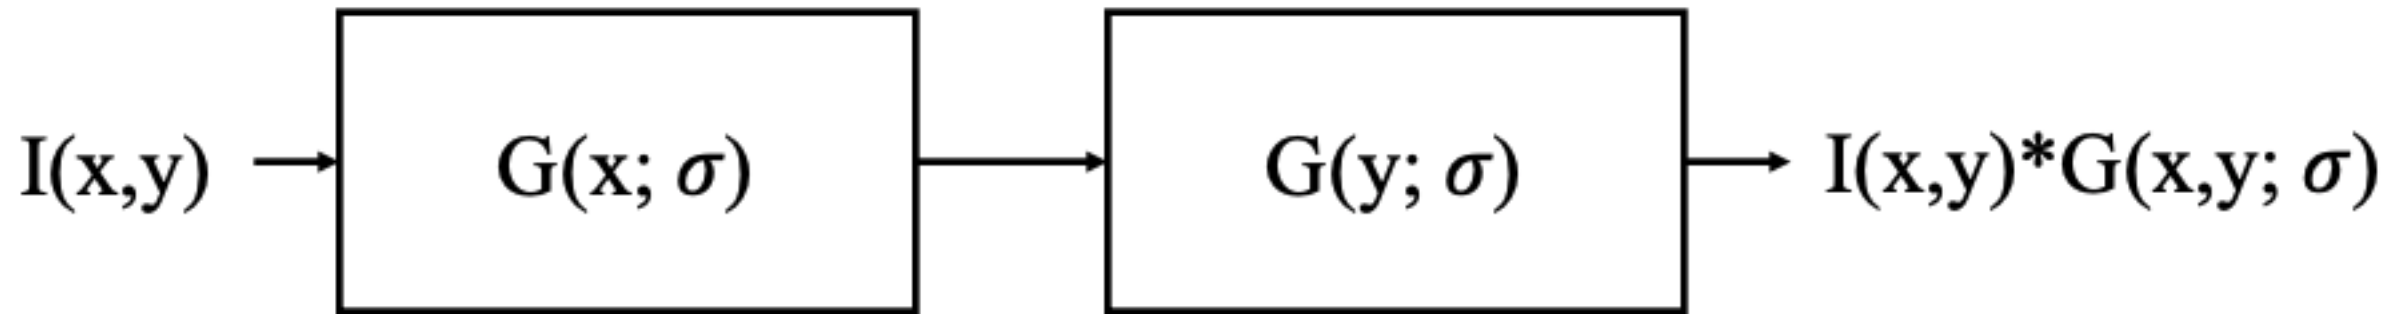 I(x,y) G(x; σ) G(y; σ) I(x,y)*G(x,y; σ)